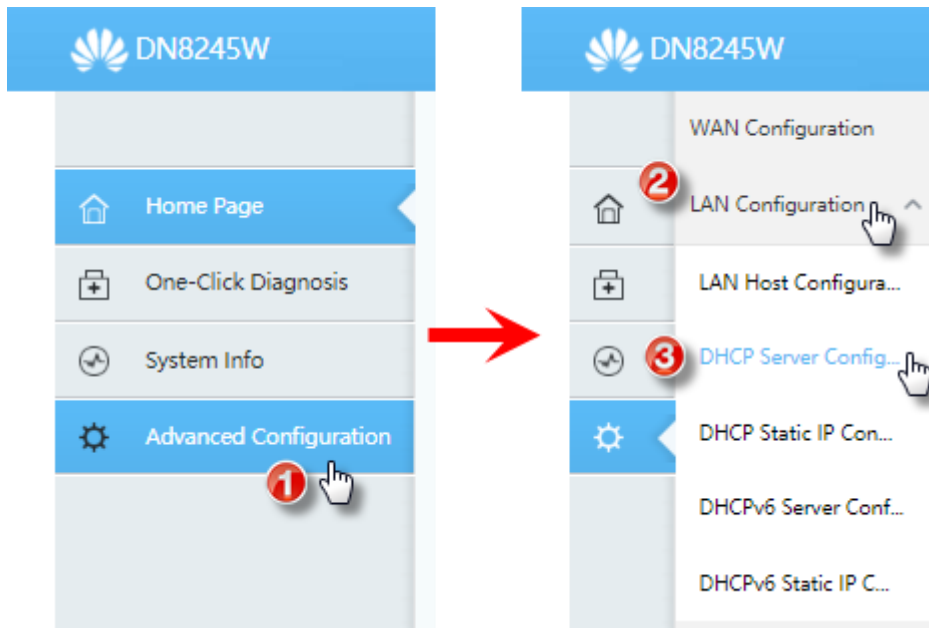 DN8245W
Home Page
One-Click Diagnosis
System Info
Advanced Configuration
1
DN8245W
WAN Configuration
2
LAN Configuration
LAN Host Configura...
3
DHCP Server Config...
DHCP Static IP Con...
DHCPv6 Server Conf...
DHCPv6 Static IP C...